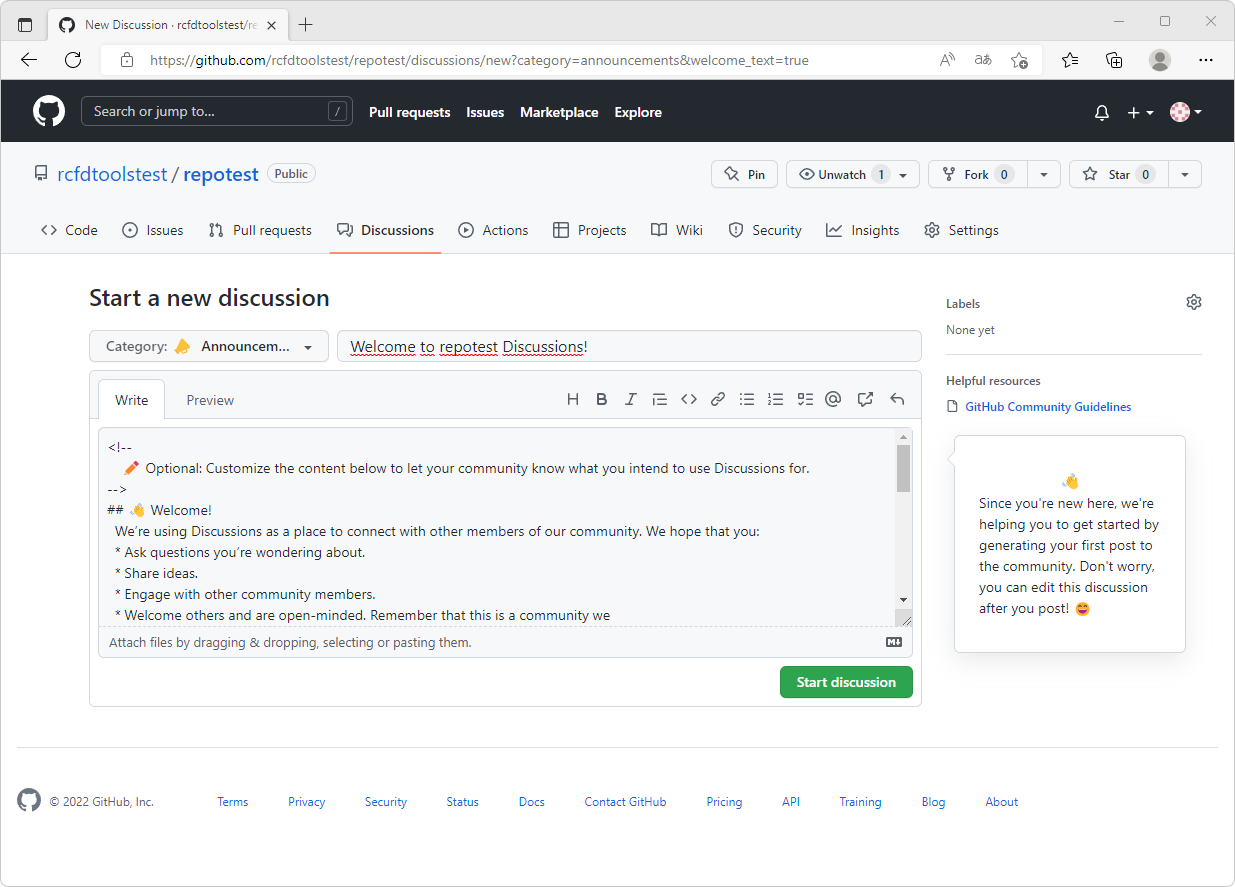 New Discussion · rcfdtoolstest/re
https://github.com/rcfdtoolstest/repotest/discussions/new?category=announcements&welcome_text=true
Search or jump to... / Pull requests Issues Marketplace Explore
rcfdtoolstest / repotest Public Pin Unwatch 1 Fork 0 Star 0
Code Issues Pull requests Discussions Actions Projects Wiki Security Insights Settings
Start a new discussion
Category: 📣 Announcem... Welcome to repotest Discussions!
Write Preview
<!--
✏️ Optional: Customize the content below to let your community know what you intend to use Discussions for.
-->
## 👋 Welcome!
We’re using Discussions as a place to connect with other members of our community. We hope that you:
* Ask questions you’re wondering about.
* Share ideas.
* Engage with other community members.
* Welcome others and are open-minded. Remember that this is a community we
Attach files by dragging & dropping, selecting or pasting them.
Start discussion
Labels
None yet
Helpful resources
GitHub Community Guidelines
👋
Since you're new here, we're
helping you to get started by
generating your first post to
the community. Don't worry,
you can edit this discussion
after you post! 😄
© 2022 GitHub, Inc. Terms Privacy Security Status Docs Contact GitHub Pricing API Training Blog About